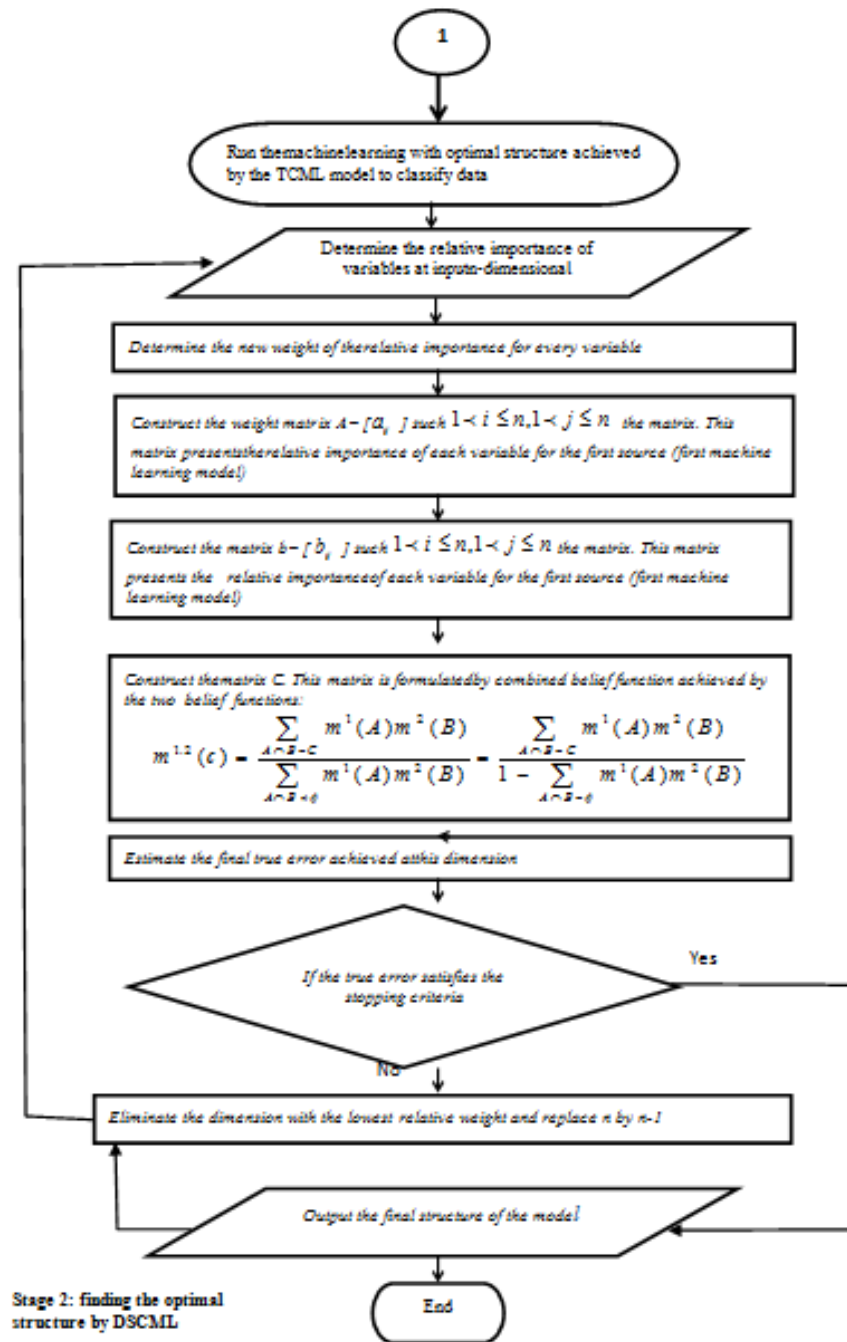 1
Run themachinelearning with optimal structure achieved
by the TCML model to classify data
Determine the relative importance of
variables at inputn-dimensional
Determine the new weight of therelative importance for every variable
Construct the weight matrix A=[a_ij ] such 1≺i≤n,1≺j≤n the matrix. This
matrix presentstherelative importance of each variable for the first source (first machine
learning model)
Construct the matrix b=[b_ij ] such 1≺i≤n,1≺j≤n the matrix. This matrix
presents the relative importanceof each variable for the first source (first machine
learning model)
Construct thematrix C. This matrix is formulatedby combined belief function achieved by
the two belief functions:
m^{1.2}(c) = \frac{\sum_{A∩B=C} m^1(A)m^2(B)}{\sum_{A∩B≺ϕ} m^1(A)m^2(B)} = \frac{\sum_{A∩B=C} m^1(A)m^2(B)}{1 - \sum_{A∩B=ϕ} m^1(A)m^2(B)}
Estimate the final true error achieved atthis dimension
Yes
If the true error satisfies the
stopping criteria
No
Eliminate the dimension with the lowest relative weight and replace n by n-1
Output the final structure of the model
Stage 2: finding the optimal
structure by DSCML
End